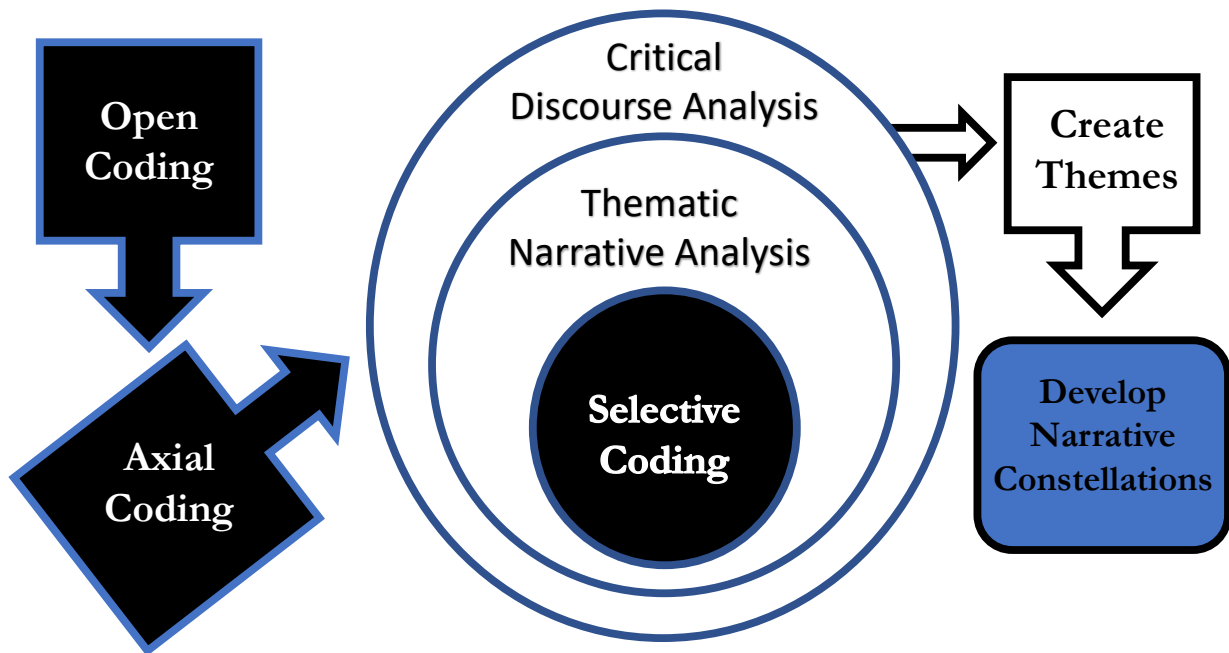 Open
Coding
Axial
Coding
Critical
Discourse Analysis
Thematic
Narrative Analysis
Selective
Coding
Create
Themes
Develop
Narrative
Constellations